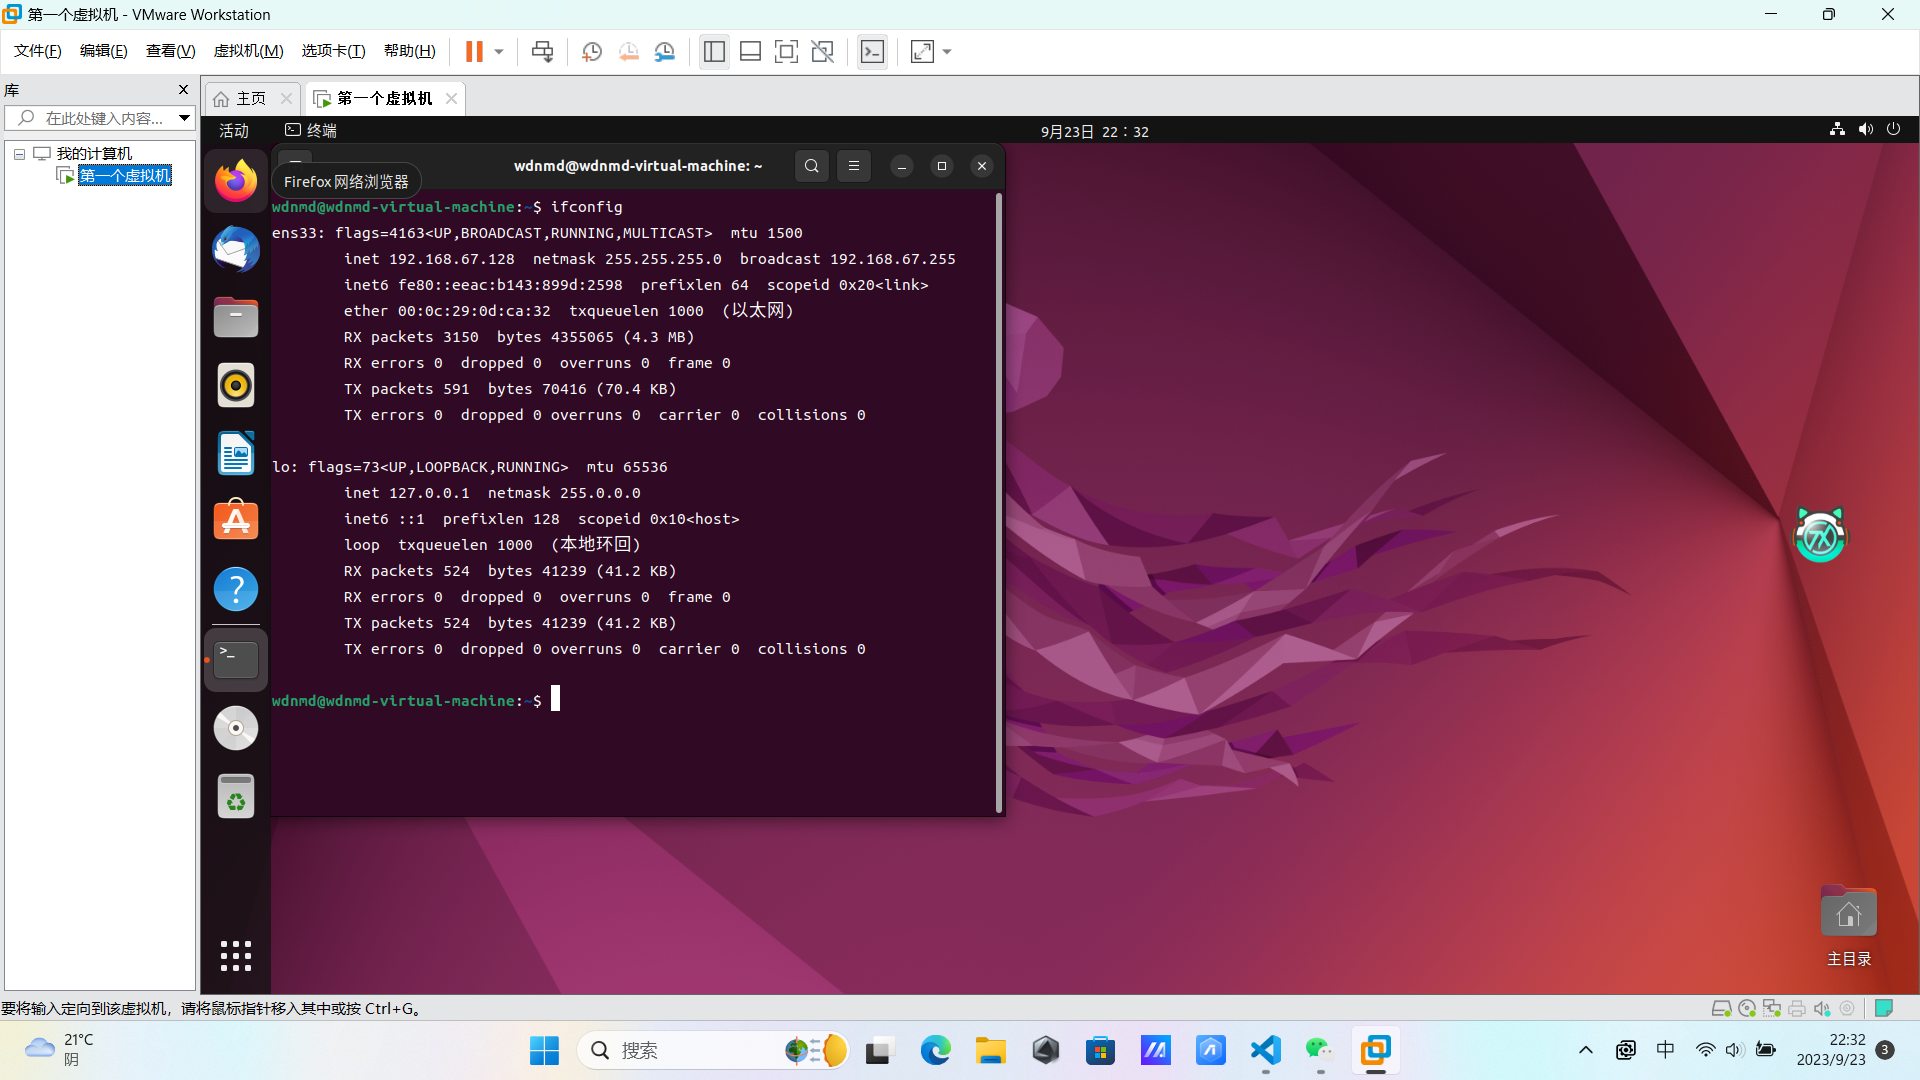 第一个虚拟机 - VMware Workstation
文件(F) 编辑(E) 查看(V) 虚拟机(M) 选项卡(T) 帮助(H)
库
在此处键入内容...
我的计算机
第一个虚拟机
主页
第一个虚拟机
活动 终端 9月23日 22：32
wdnmd@wdnmd-virtual-machine: ~
Firefox 网络浏览器
wdnmd@wdnmd-virtual-machine:~$ ifconfig
ens33: flags=4163<UP,BROADCAST,RUNNING,MULTICAST>  mtu 1500
        inet 192.168.67.128  netmask 255.255.255.0  broadcast 192.168.67.255
        inet6 fe80::eeac:b143:899d:2598  prefixlen 64  scopeid 0x20<link>
        ether 00:0c:29:0d:ca:32  txqueuelen 1000  (以太网)
        RX packets 3150  bytes 4355065 (4.3 MB)
        RX errors 0  dropped 0  overruns 0  frame 0
        TX packets 591  bytes 70416 (70.4 KB)
        TX errors 0  dropped 0 overruns 0  carrier 0  collisions 0
lo: flags=73<UP,LOOPBACK,RUNNING>  mtu 65536
        inet 127.0.0.1  netmask 255.0.0.0
        inet6 ::1  prefixlen 128  scopeid 0x10<host>
        loop  txqueuelen 1000  (本地环回)
        RX packets 524  bytes 41239 (41.2 KB)
        RX errors 0  dropped 0  overruns 0  frame 0
        TX packets 524  bytes 41239 (41.2 KB)
        TX errors 0  dropped 0 overruns 0  carrier 0  collisions 0
wdnmd@wdnmd-virtual-machine:~$
主目录
要将输入定向到该虚拟机，请将鼠标指针移入其中或按 Ctrl+G。
21°C
阴
搜索
中
22:32
2023/9/23
3